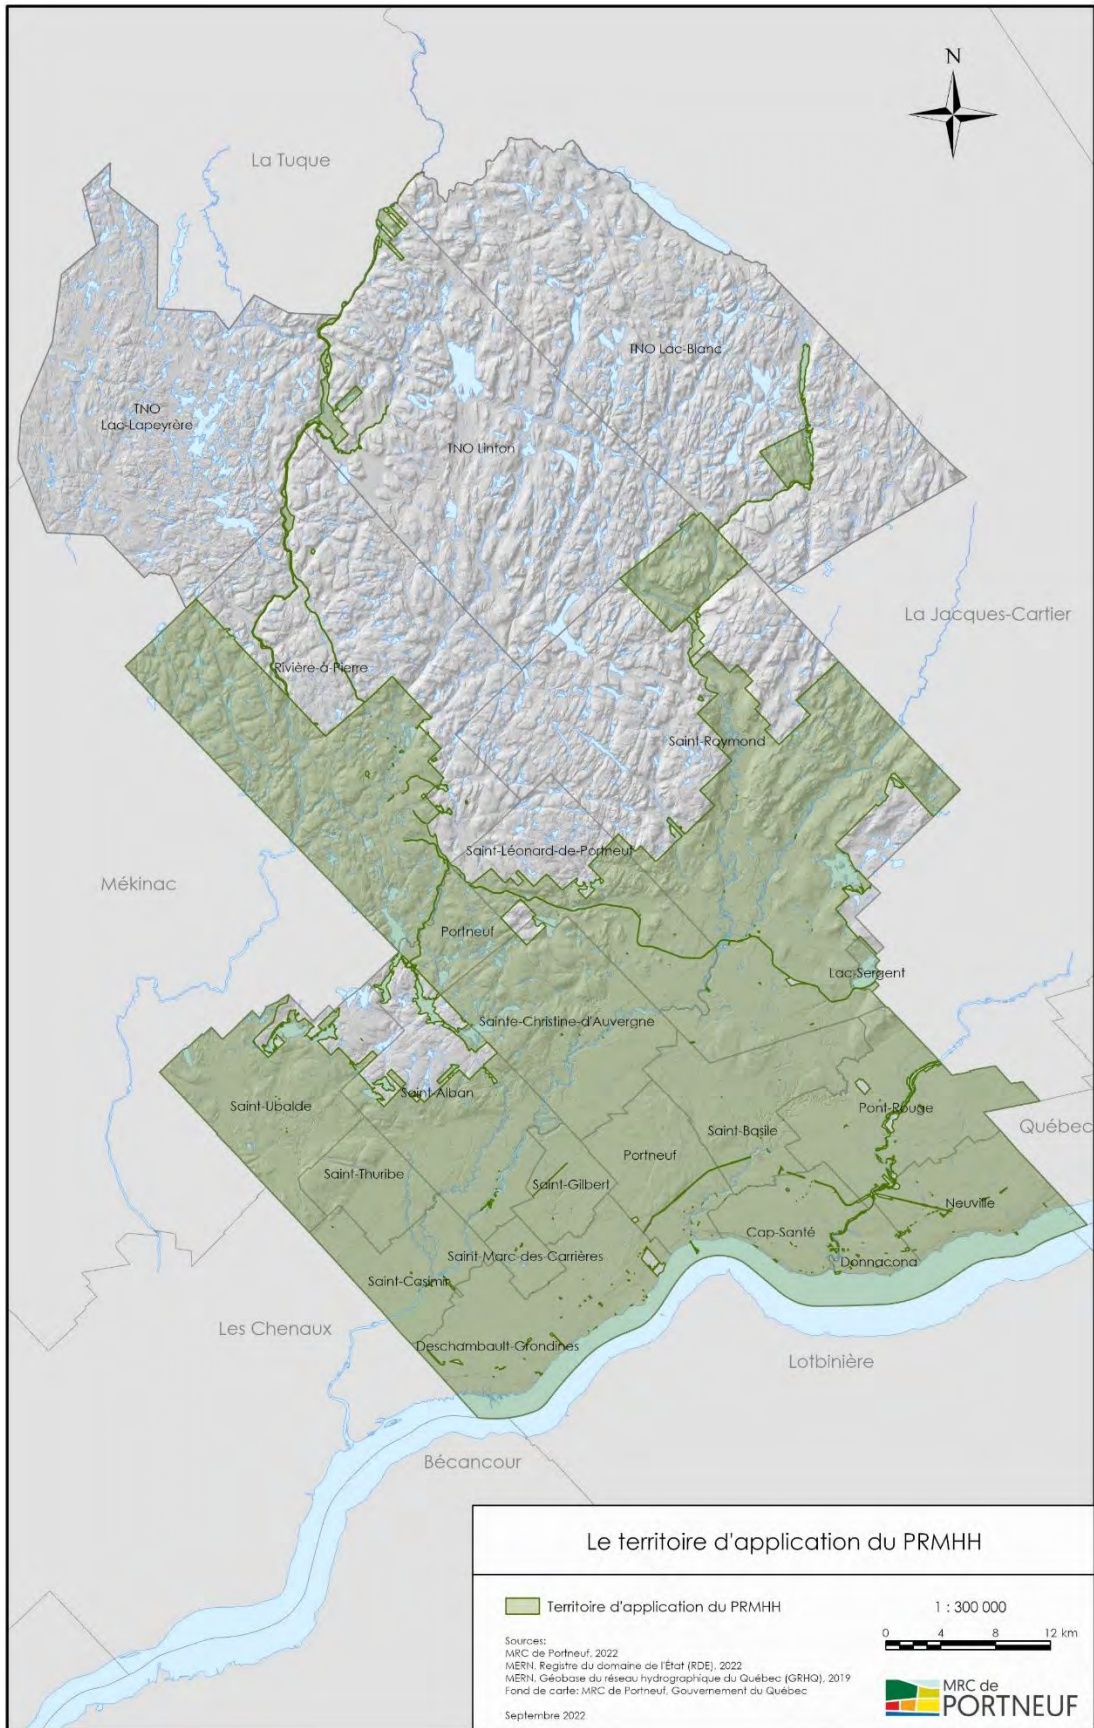 N
La Tuque
TNO Lac-Blanc
TNO
Lac-Lapeyrère
TNO Linton
La Jacques-Cartier
Rivière-à-Pierre
Saint-Raymond
Saint-Léonard-de-Portneuf
Mékinac
Portneuf
Lac-Sergent
Sainte-Christine-d'Auvergne
Saint-Alban
Saint-Ubalde
Pont-Rouge
Québec
Saint-Basile
Portneuf
Saint-Thuribe
Saint-Gilbert
Neuville
Cap-Santé
Saint-Marc-des-Carrières
Donnacona
Saint-Casimir
Les Chenaux
Deschambault-Grondines
Lotbinière
Bécancour
Le territoire d'application du PRMHH
Territoire d'application du PRMHH
1 : 300 000
0 4 8 12 km
Sources:
MRC de Portneuf, 2022
MERN, Registre du domaine de l'État (RDE), 2022
MERN, Géobase du réseau hydrographique du Québec (GRHQ), 2019
Fond de carte: MRC de Portneuf, Gouvernement du Québec
Septembre 2022
MRC de
PORTNEUF